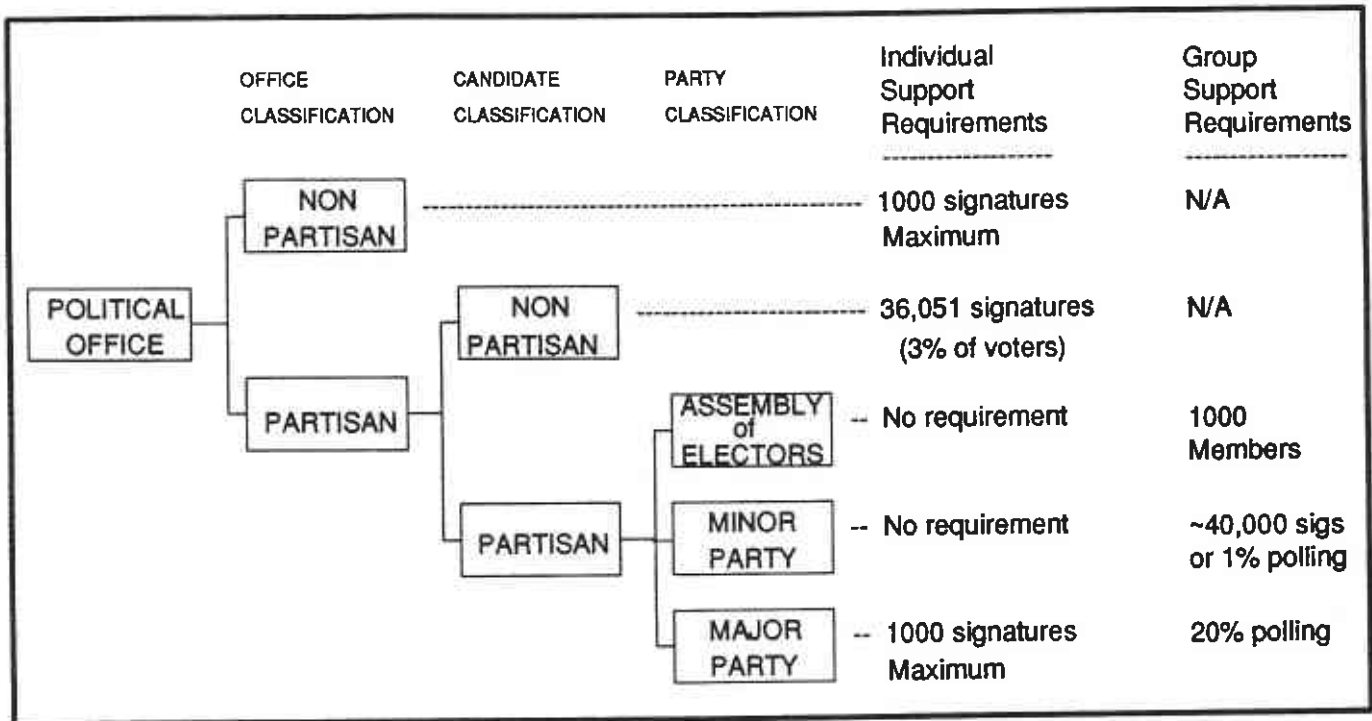 OFFICE
CLASSIFICATION
CANDIDATE
CLASSIFICATION
PARTY
CLASSIFICATION
Individual
Support
Requirements
Group
Support
Requirements
POLITICAL
OFFICE
NON
PARTISAN
1000 signatures
Maximum
N/A
NON
PARTISAN
36,051 signatures
(3% of voters)
N/A
PARTISAN
ASSEMBLY
of
ELECTORS
-- No requirement
1000
Members
PARTISAN
MINOR
PARTY
-- No requirement
~40,000 sigs
or 1% polling
MAJOR
PARTY
-- 1000 signatures
Maximum
20% polling